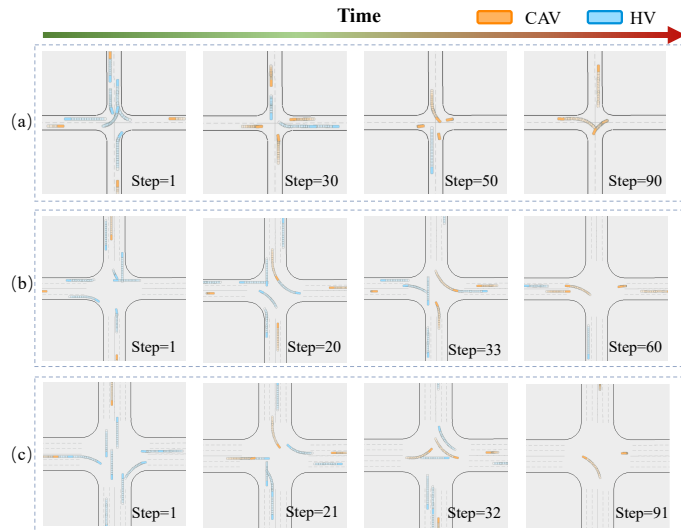 Time
CAV
HV
(a)
Step=1
Step=30
Step=50
Step=90
(b)
Step=1
Step=20
Step=33
Step=60
(c)
Step=1
Step=21
Step=32
Step=91